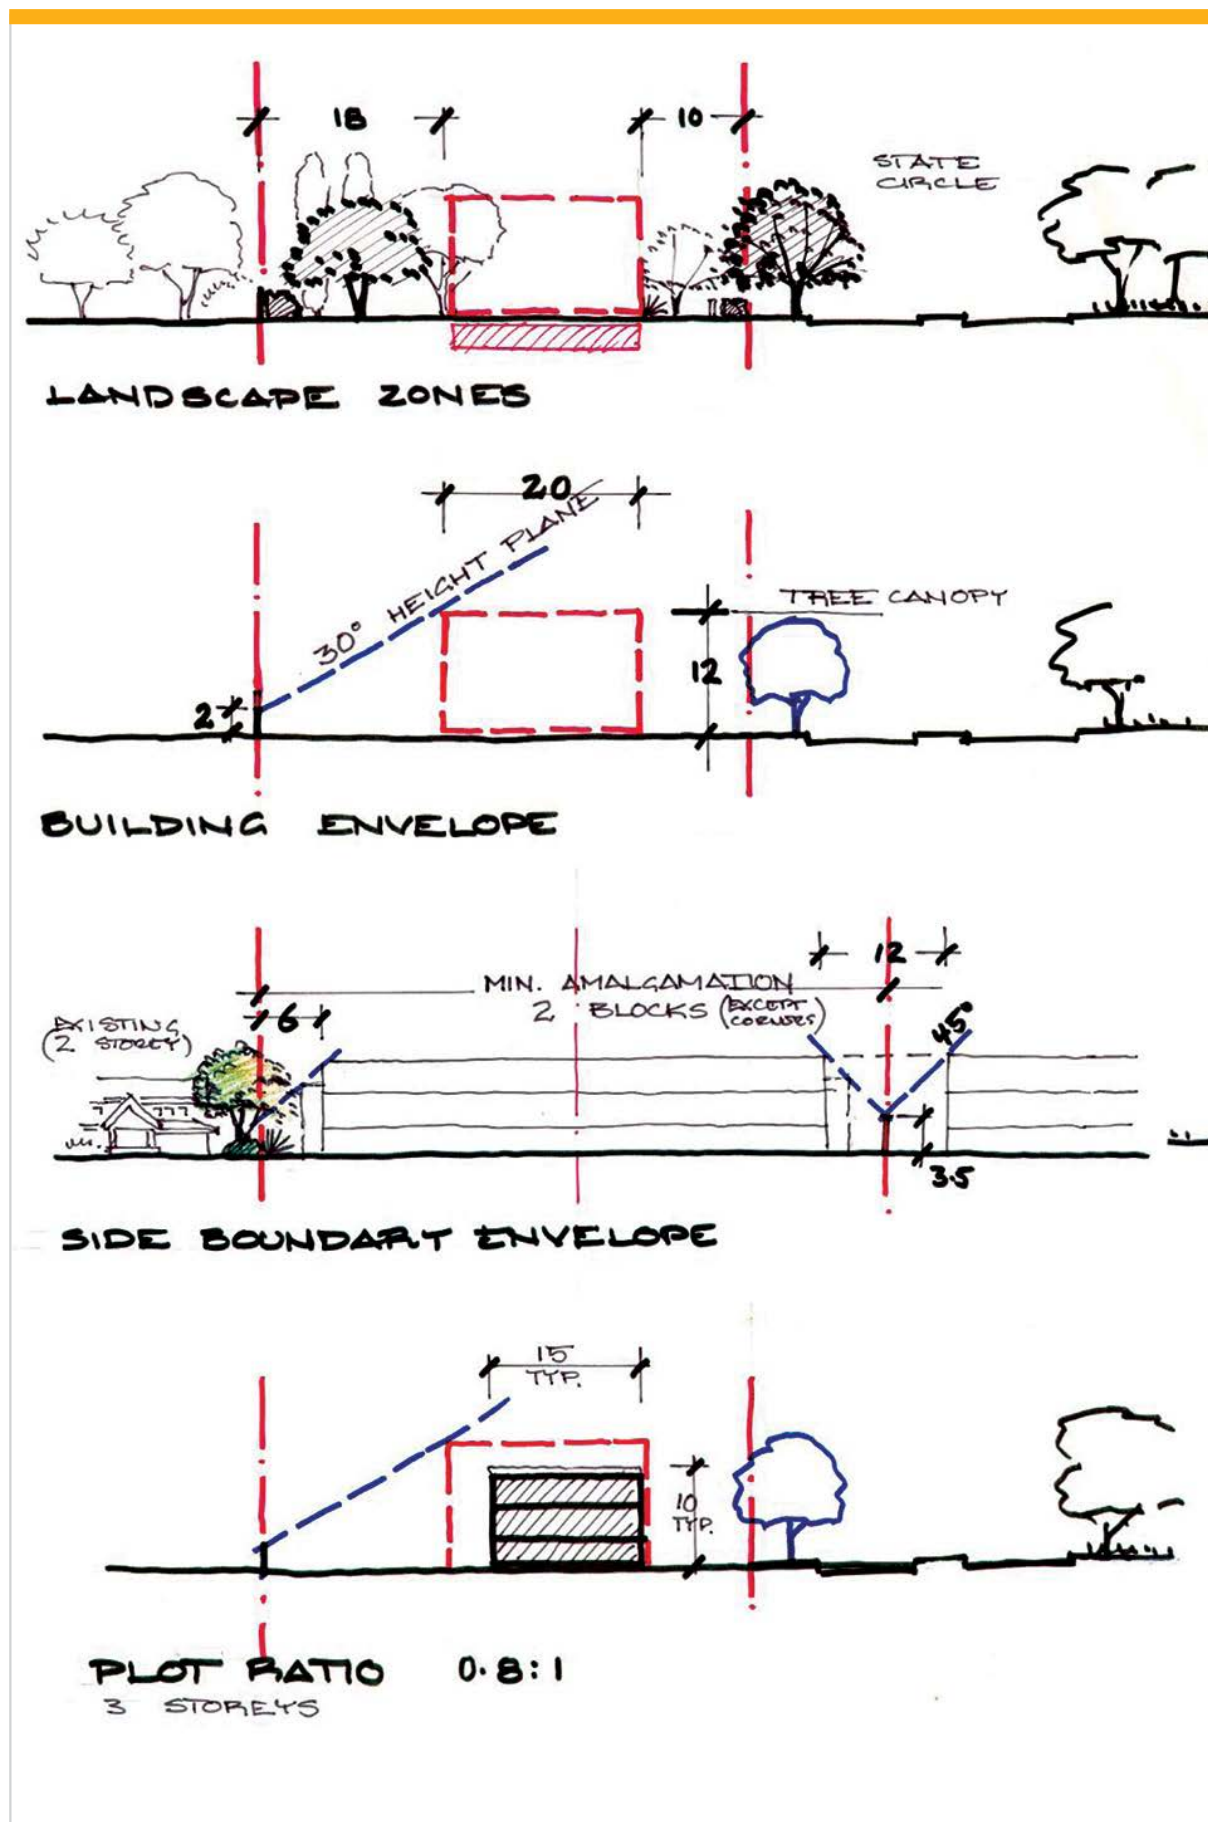 18
10
STATE
CIRCLE
LANDSCAPE ZONES
20
30° HEIGHT PLANE
TREE CANOPY
12
2
BUILDING ENVELOPE
12
MIN. AMALGAMATION
2 BLOCKS (EXCEPT
CORNERS)
6
EXISTING
(2 STOREY)
45°
3.5
SIDE BOUNDARY ENVELOPE
15
TYP.
10
TYP.
PLOT RATIO 0.8:1
3 STOREYS